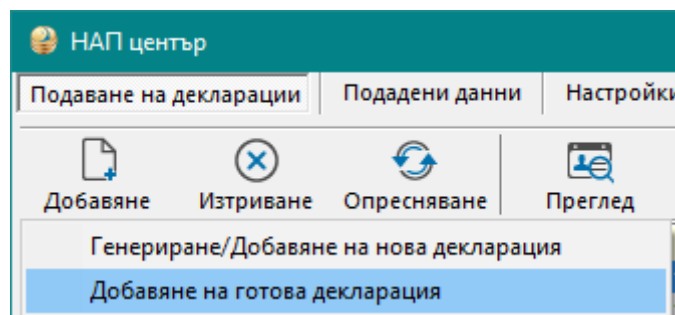 НАП център
Подаване на декларации Подадени данни Настройки
Добавяне Изтриване Опресняване Преглед
Генериране/Добавяне на нова декларация
Добавяне на готова декларация